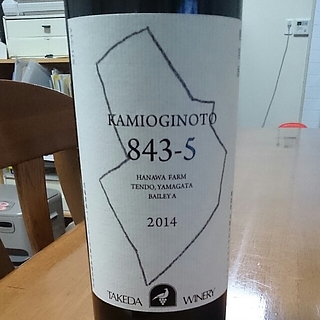 KAMIOGINOTO
843-5
HANAWA FARM
TENDO, YAMAGATA
BAILEY A
2014
TAKEDA WINERY